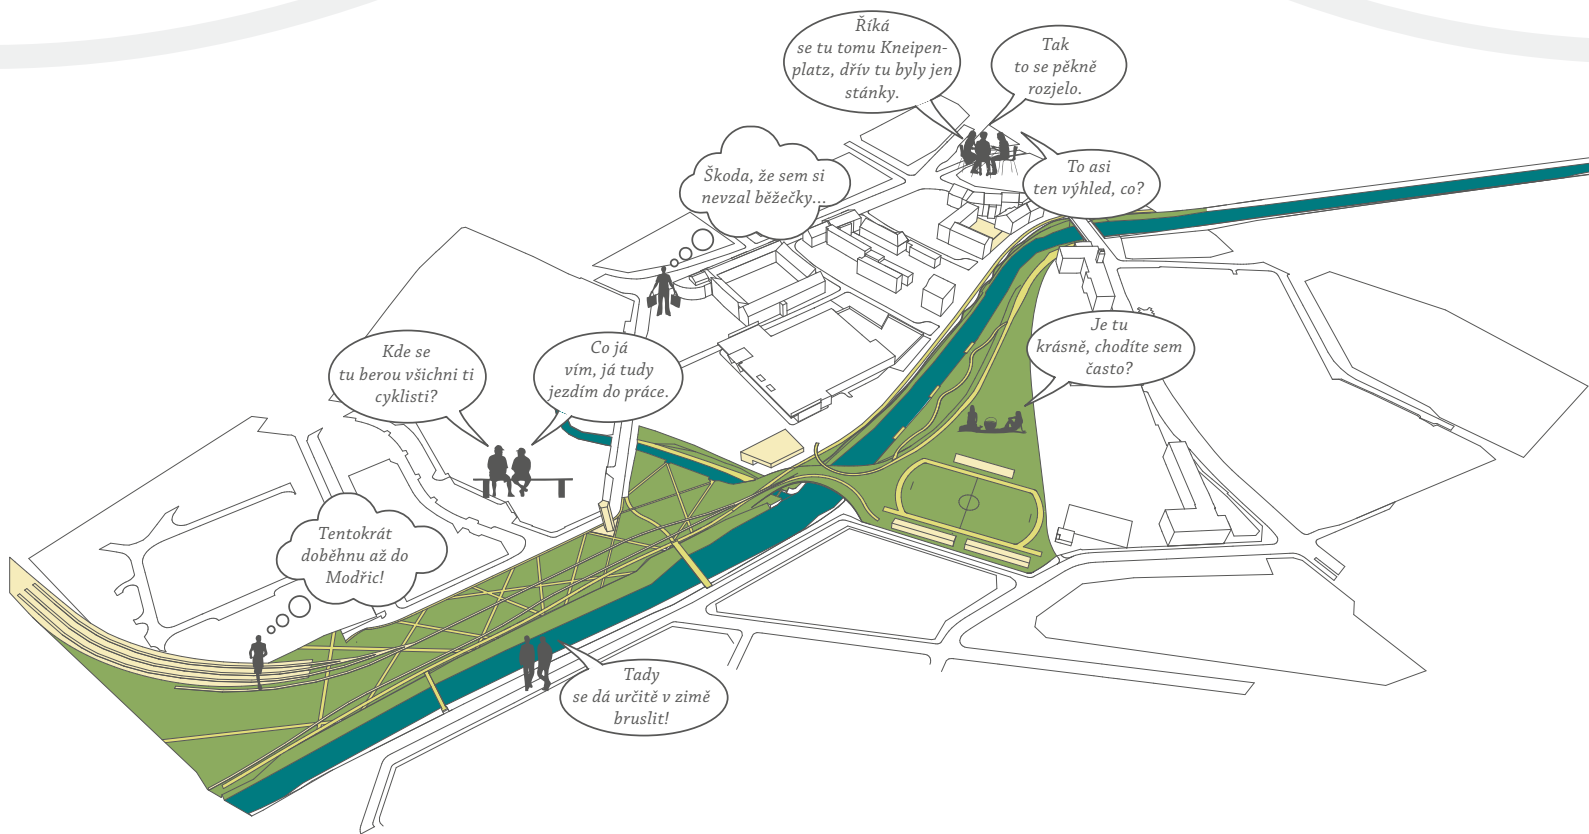 Říká
se tu tomu Kneipen-
platz, dřív tu byly jen
stánky.
Tak
to se pěkně
rozjelo.
To asi
ten výhled, co?
Škoda, že sem si
nevzal běžečky...
Je tu
krásně, chodíte sem
často?
Kde se
tu berou všichni ti
cyklisti?
Co já
vím, já tudy
jezdím do práce.
Tentokrát
doběhnu až do
Modřic!
Tady
se dá určitě v zimě
bruslit!